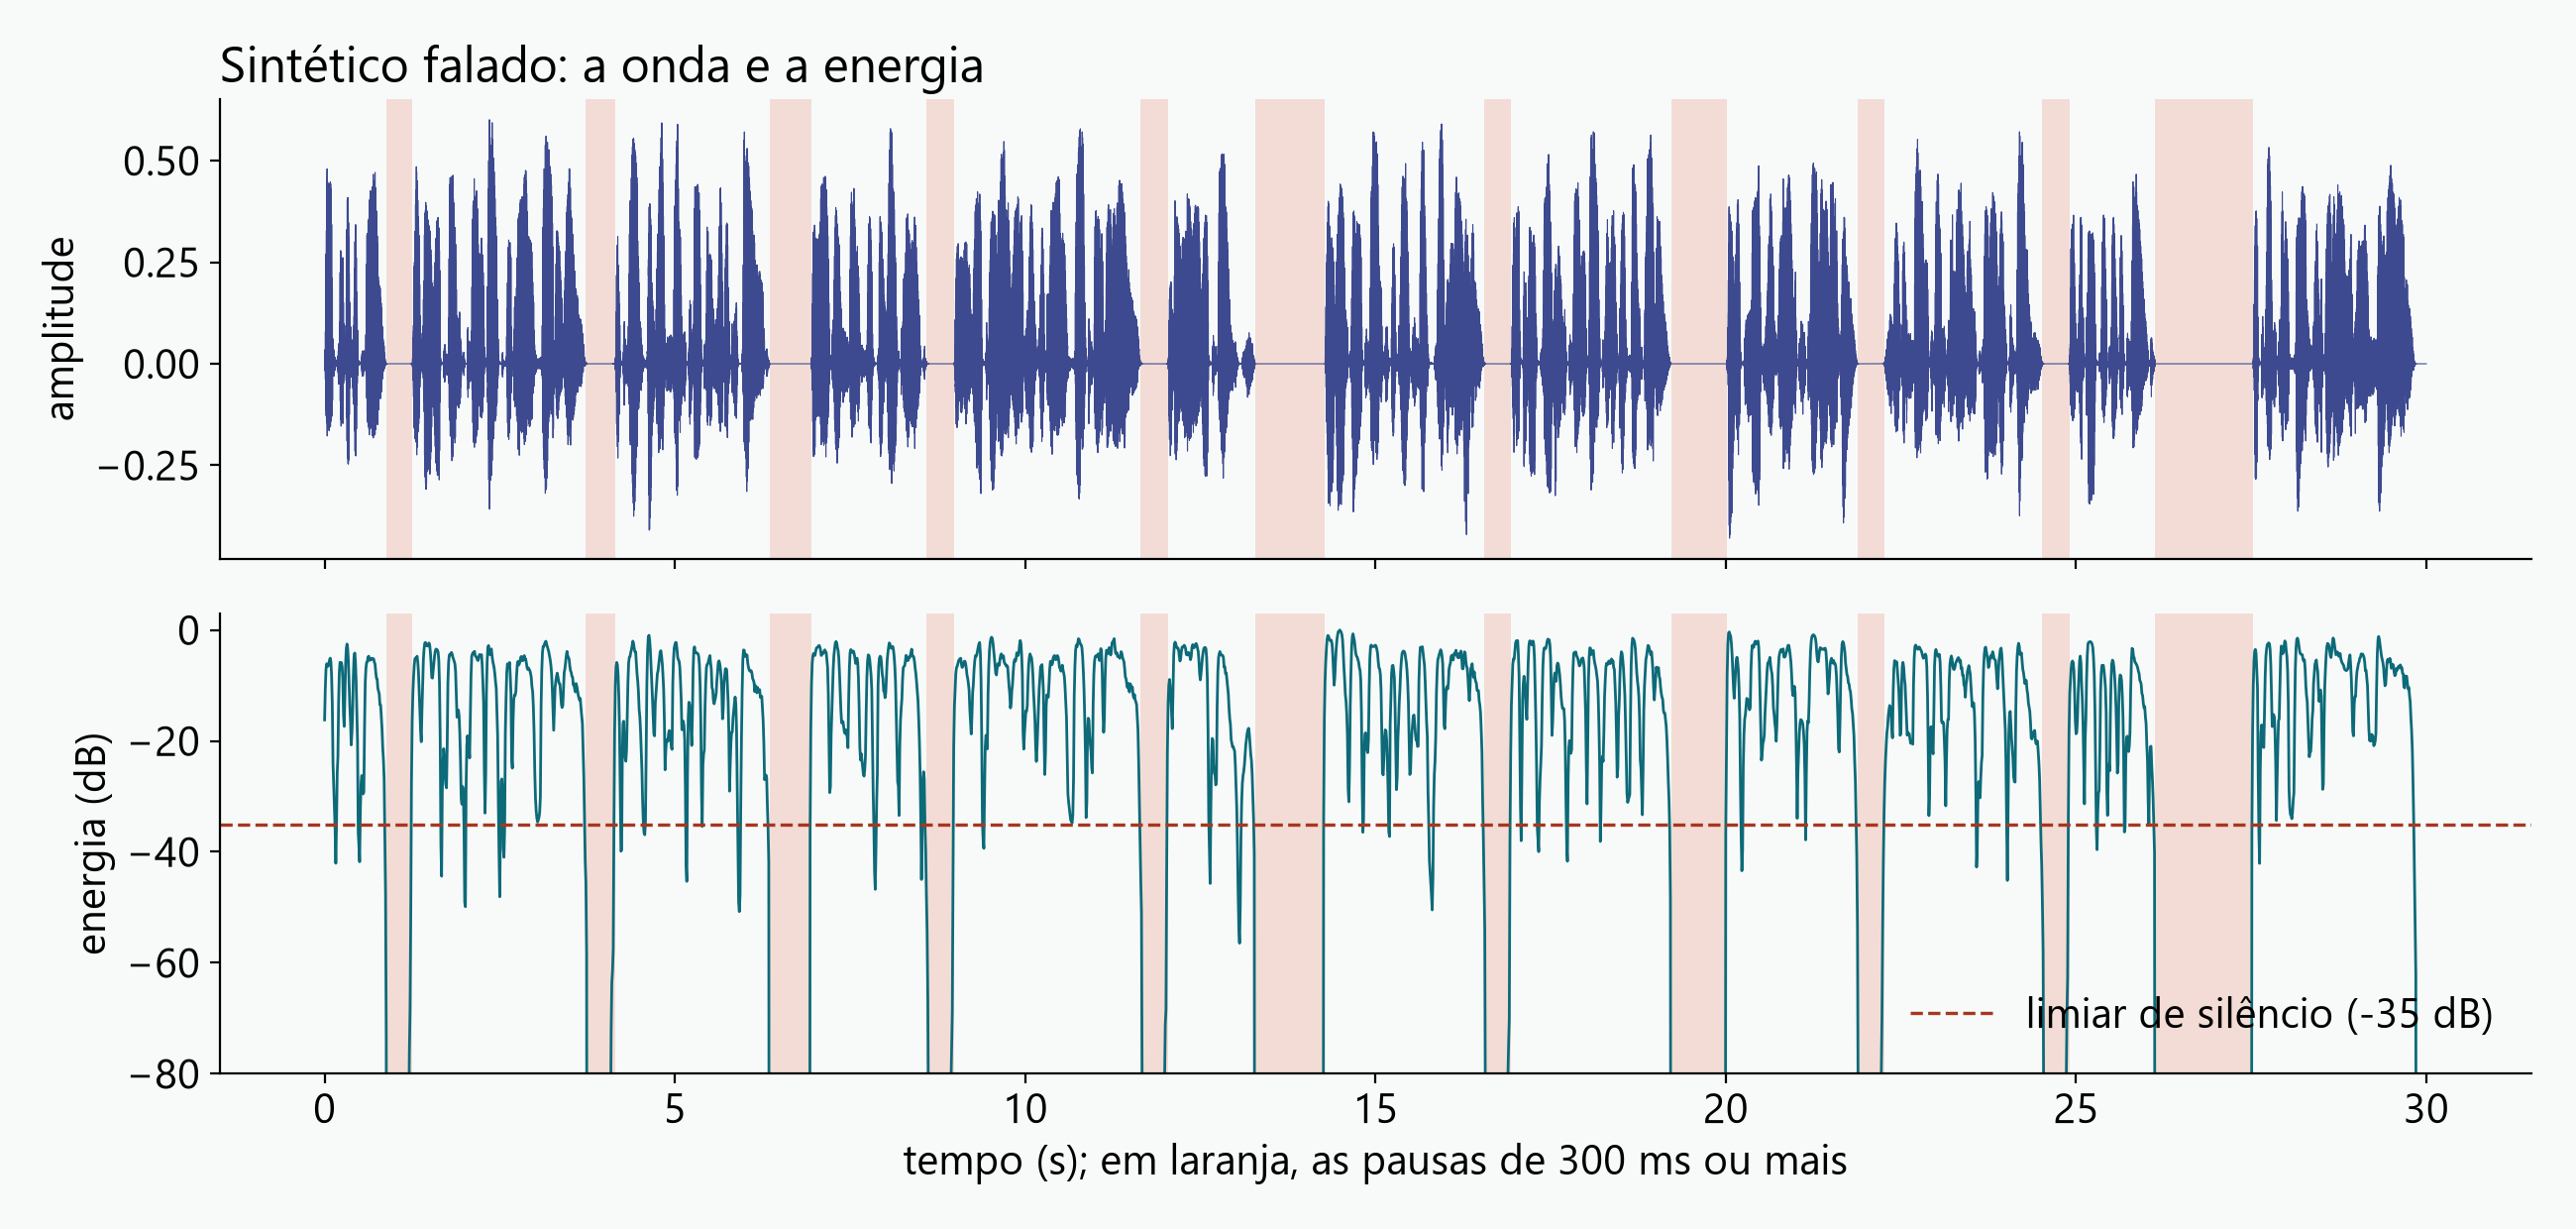 Sintético falado: a onda e a energia
amplitude
0.50
0.25
0.00
−0.25
energia (dB)
0
−20
−40
−60
−80
limiar de silêncio (-35 dB)
0 5 10 15 20 25 30
tempo (s); em laranja, as pausas de 300 ms ou mais